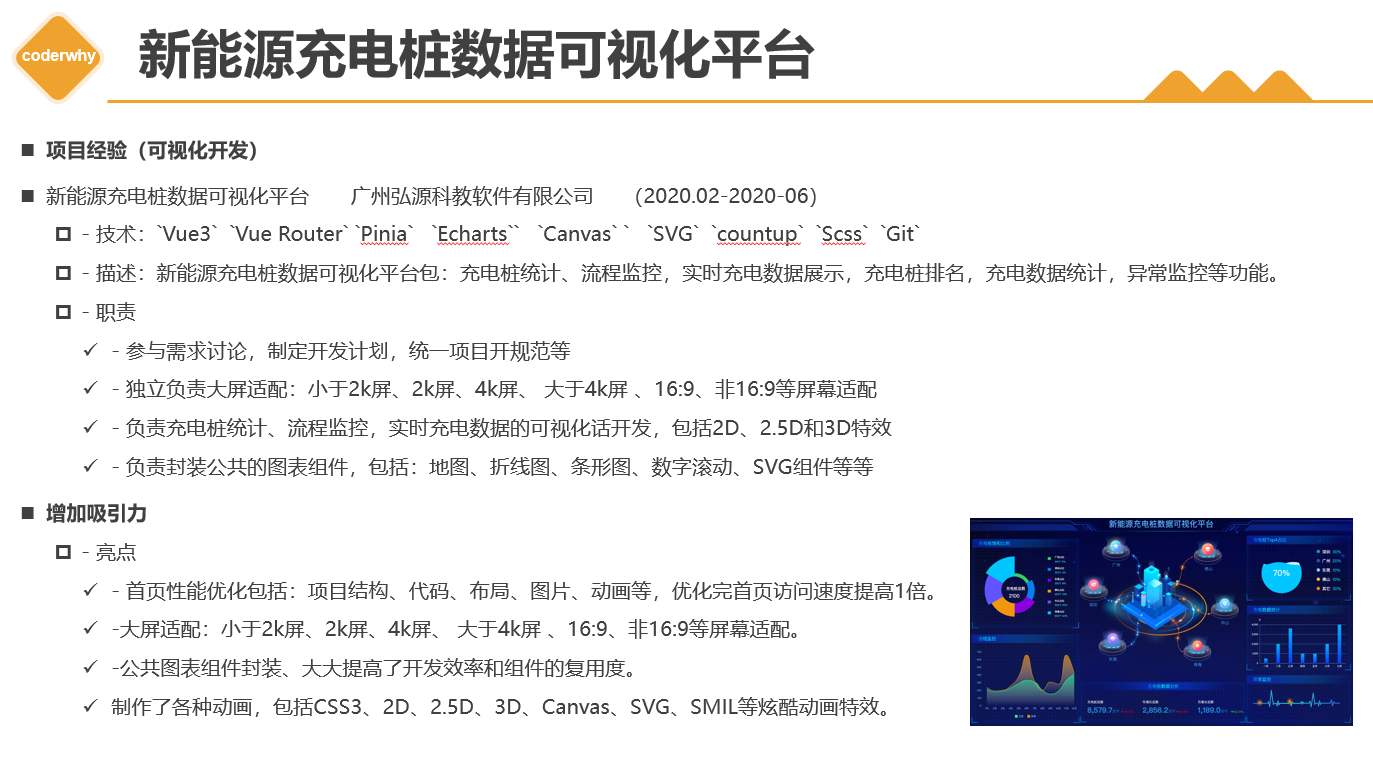 coderwhy
新能源充电桩数据可视化平台
项目经验（可视化开发）
新能源充电桩数据可视化平台 广州弘源科教软件有限公司 （2020.02-2020-06）
- 技术：`Vue3` `Vue Router` `Pinia` `Echarts`` `Canvas` ` `SVG` `countup` `Scss` `Git`
- 描述：新能源充电桩数据可视化平台包：充电桩统计、流程监控，实时充电数据展示，充电桩排名，充电数据统计，异常监控等功能。
- 职责
- 参与需求讨论，制定开发计划，统一项目开规范等
- 独立负责大屏适配：小于2k屏、2k屏、4k屏、 大于4k屏 、16:9、非16:9等屏幕适配
- 负责充电桩统计、流程监控，实时充电数据的可视化话开发，包括2D、2.5D和3D特效
- 负责封装公共的图表组件，包括：地图、折线图、条形图、数字滚动、SVG组件等等
增加吸引力
- 亮点
- 首页性能优化包括：项目结构、代码、布局、图片、动画等，优化完首页访问速度提高1倍。
-大屏适配：小于2k屏、2k屏、4k屏、 大于4k屏 、16:9、非16:9等屏幕适配。
-公共图表组件封装、大大提高了开发效率和组件的复用度。
制作了各种动画，包括CSS3、2D、2.5D、3D、Canvas、SVG、SMIL等炫酷动画特效。
新能源充电桩数据可视化平台
充电桩总数
2100
70%
8,579.7
2,856.2
1,189.0